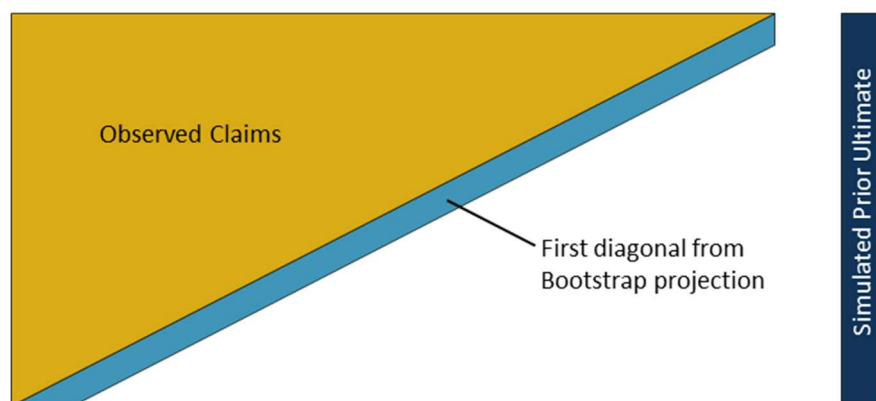 Observed Claims
First diagonal from
Bootstrap projection
Simulated Prior Ultimate